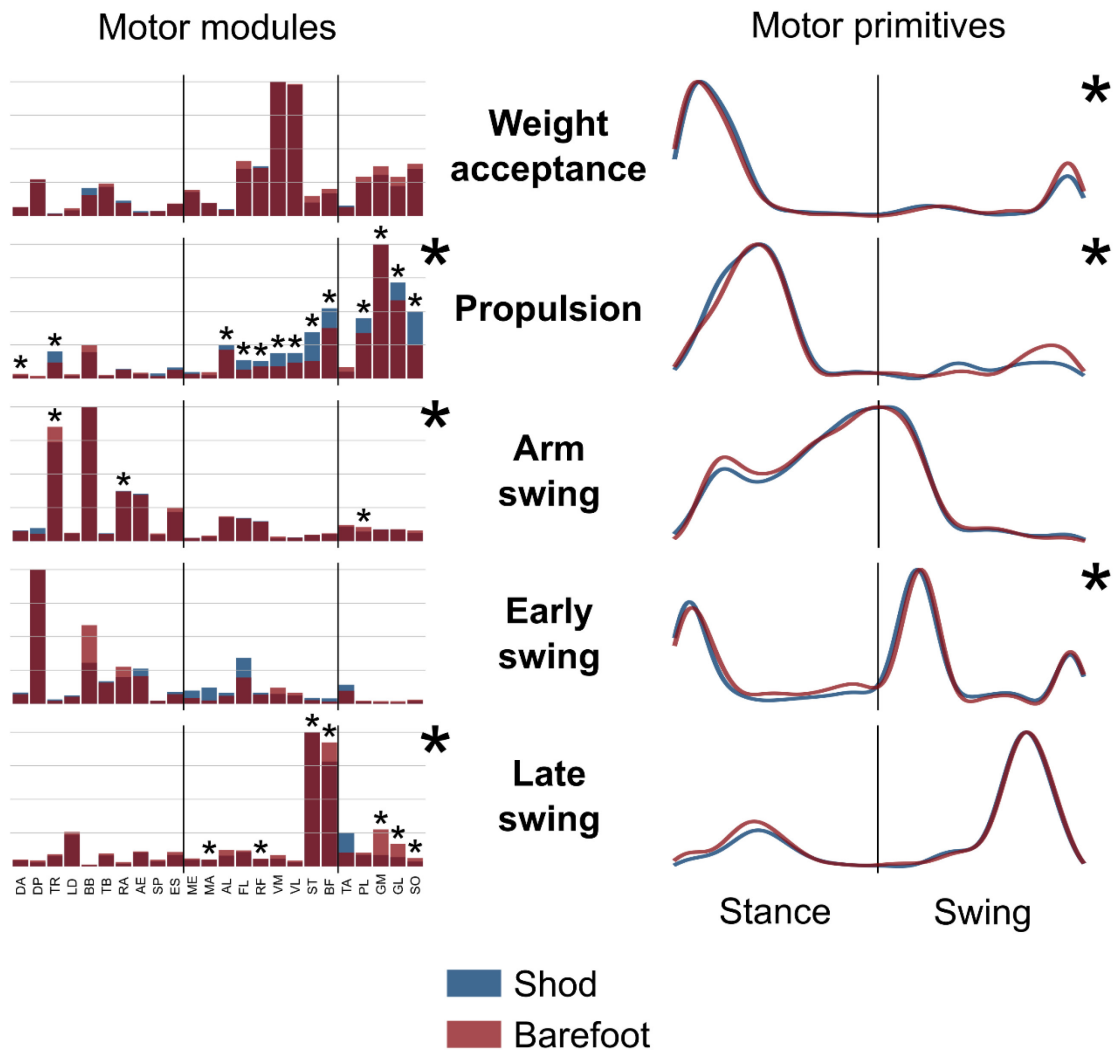 Motor modules
Motor primitives
Weight
acceptance
*
*
*
Propulsion
*
* * * * * * * * * * * * *
*
Arm
swing
* * *
Early
swing
*
*
Late
swing
* * * * * * *
DA DP TR LD BB TB RA AE SP ES ME MA AL FL RF VM VL ST BF TA PL GM GL SO
Stance
Swing
Shod
Barefoot